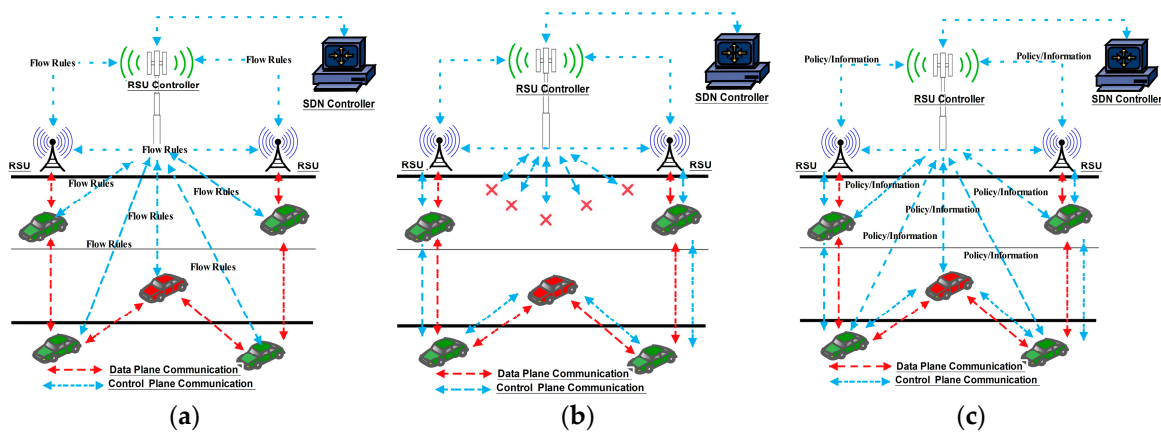 Flow Rules
Flow Rules
RSU Controller
SDN Controller
RSU
Flow Rules
RSU
Flow Rules
Flow Rules
Flow Rules
Flow Rules
Flow Rules
Data Plane Communication
Control Plane Communication
(a)
RSU Controller
SDN Controller
RSU
RSU
Data Plane Communication
Control Plane Communication
(b)
Policy/Information
Policy/Information
RSU Controller
SDN Controller
RSU
RSU
Policy/Information
Policy/Information
Policy/Information
Policy/Information
Policy/Information
Data Plane Communication
Control Plane Communication
(c)